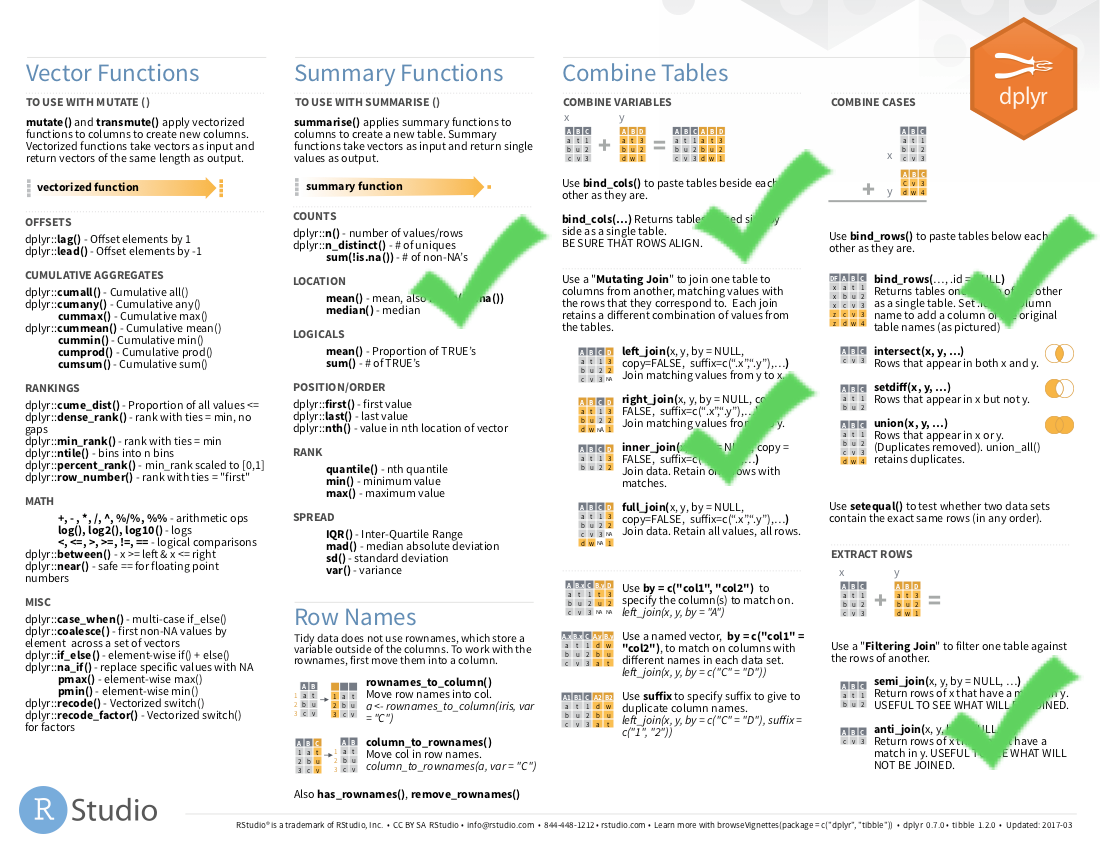 Vector Functions
TO USE WITH MUTATE ()
mutate() and transmute() apply vectorized
functions to columns to create new columns.
Vectorized functions take vectors as input and
return vectors of the same length as output.
vectorized function
OFFSETS
dplyr::lag() - Offset elements by 1
dplyr::lead() - Offset elements by -1
CUMULATIVE AGGREGATES
dplyr::cumall() - Cumulative all()
dplyr::cumany() - Cumulative any()
cummax() - Cumulative max()
dplyr::cummean() - Cumulative mean()
cummin() - Cumulative min()
cumprod() - Cumulative prod()
cumsum() - Cumulative sum()
RANKINGS
dplyr::cume_dist() - Proportion of all values <=
dplyr::dense_rank() - rank with ties = min, no
gaps
dplyr::min_rank() - rank with ties = min
dplyr::ntile() - bins into n bins
dplyr::percent_rank() - min_rank scaled to [0,1]
dplyr::row_number() - rank with ties = "first"
MATH
+, - , *, /, ^, %/%, %% - arithmetic ops
log(), log2(), log10() - logs
<, <=, >, >=, !=, == - logical comparisons
dplyr::between() - x >= left & x <= right
dplyr::near() - safe == for floating point
numbers
MISC
dplyr::case_when() - multi-case if_else()
dplyr::coalesce() - first non-NA values by
element across a set of vectors
dplyr::if_else() - element-wise if() + else()
dplyr::na_if() - replace specific values with NA
pmax() - element-wise max()
pmin() - element-wise min()
dplyr::recode() - Vectorized switch()
dplyr::recode_factor() - Vectorized switch()
for factors
Summary Functions
TO USE WITH SUMMARISE ()
summarise() applies summary functions to
columns to create a new table. Summary
functions take vectors as input and return single
values as output.
summary function
COUNTS
dplyr::n() - number of values/rows
dplyr::n_distinct() - # of uniques
sum(!is.na()) - # of non-NA's
LOCATION
mean() - mean, also na())
median() - median
LOGICALS
mean() - Proportion of TRUE's
sum() - # of TRUE's
POSITION/ORDER
dplyr::first() - first value
dplyr::last() - last value
dplyr::nth() - value in nth location of vector
RANK
quantile() - nth quantile
min() - minimum value
max() - maximum value
SPREAD
IQR() - Inter-Quartile Range
mad() - median absolute deviation
sd() - standard deviation
var() - variance
Row Names
Tidy data does not use rownames, which store a
variable outside of the columns. To work with the
rownames, first move them into a column.
rownames_to_column()
Move row names into col.
a <- rownames_to_column(iris, var
= "C")
column_to_rownames()
Move col in row names.
column_to_rownames(a, var = "C")
Also has_rownames(), remove_rownames()
Combine Tables
COMBINE VARIABLES
x y
A B C A B D A B C A B D
a t 1 a t 3 a t 1 a t 3
b u 2 + b u 2 = b u 2 b u 2
c v 3 d w 1 c v 3 d w 1
Use bind_cols() to paste tables beside each
other as they are.
bind_cols(…) Returns tables side by
side as a single table.
BE SURE THAT ROWS ALIGN.
Use a "Mutating Join" to join one table to
columns from another, matching values with
the rows that they correspond to. Each join
retains a different combination of values from
the tables.
left_join(x, y, by = NULL,
copy=FALSE, suffix=c(".x",".y"),…)
Join matching values from y to x.
right_join(x, y, by = NULL, co
FALSE, suffix=c(".x",".y"),…
Join matching values from y.
inner_join( copy =
FALSE, suffix=c( …)
Join data. Retain rows with
matches.
full_join(x, y, by = NULL,
copy=FALSE, suffix=c(".x",".y"),…)
Join data. Retain all values, all rows.
Use by = c("col1", "col2") to
specify the column(s) to match on.
left_join(x, y, by = "A")
Use a named vector, by = c("col1" =
"col2"), to match on columns with
different names in each data set.
left_join(x, y, by = c("C" = "D"))
Use suffix to specify suffix to give to
duplicate column names.
left_join(x, y, by = c("C" = "D"), suffix =
c("1", "2"))
dplyr
COMBINE CASES
A B C
a t 1
x b u 2
c v 3
A B C
+ y C v 3
d w 4
Use bind_rows() to paste tables below each
other as they are.
bind_rows(…, .id = NULL)
Returns tables on other
as a single table. Set column
name to add a column of original
table names (as pictured)
intersect(x, y, …)
Rows that appear in both x and y.
setdiff(x, y, …)
Rows that appear in x but not y.
union(x, y, …)
Rows that appear in x or y.
(Duplicates removed). union_all()
retains duplicates.
Use setequal() to test whether two data sets
contain the exact same rows (in any order).
EXTRACT ROWS
x y
A B C A B D
a t 1 a t 3
b u 2 + b u 2 =
c v 3 d w 1
Use a "Filtering Join" to filter one table against
the rows of another.
semi_join(x, y, by = NULL, …)
Return rows of x that have a match y.
USEFUL TO SEE WHAT WILL JOINED.
anti_join(x, y,
Return rows of x have a
match in y. USEFUL WHAT WILL
NOT BE JOINED.
R Studio
RStudio® is a trademark of RStudio, Inc. • CC BY SA RStudio • info@rstudio.com • 844-448-1212 • rstudio.com • Learn more with browseVignettes(package = c("dplyr", "tibble")) • dplyr 0.7.0 • tibble 1.2.0 • Updated: 2017-03